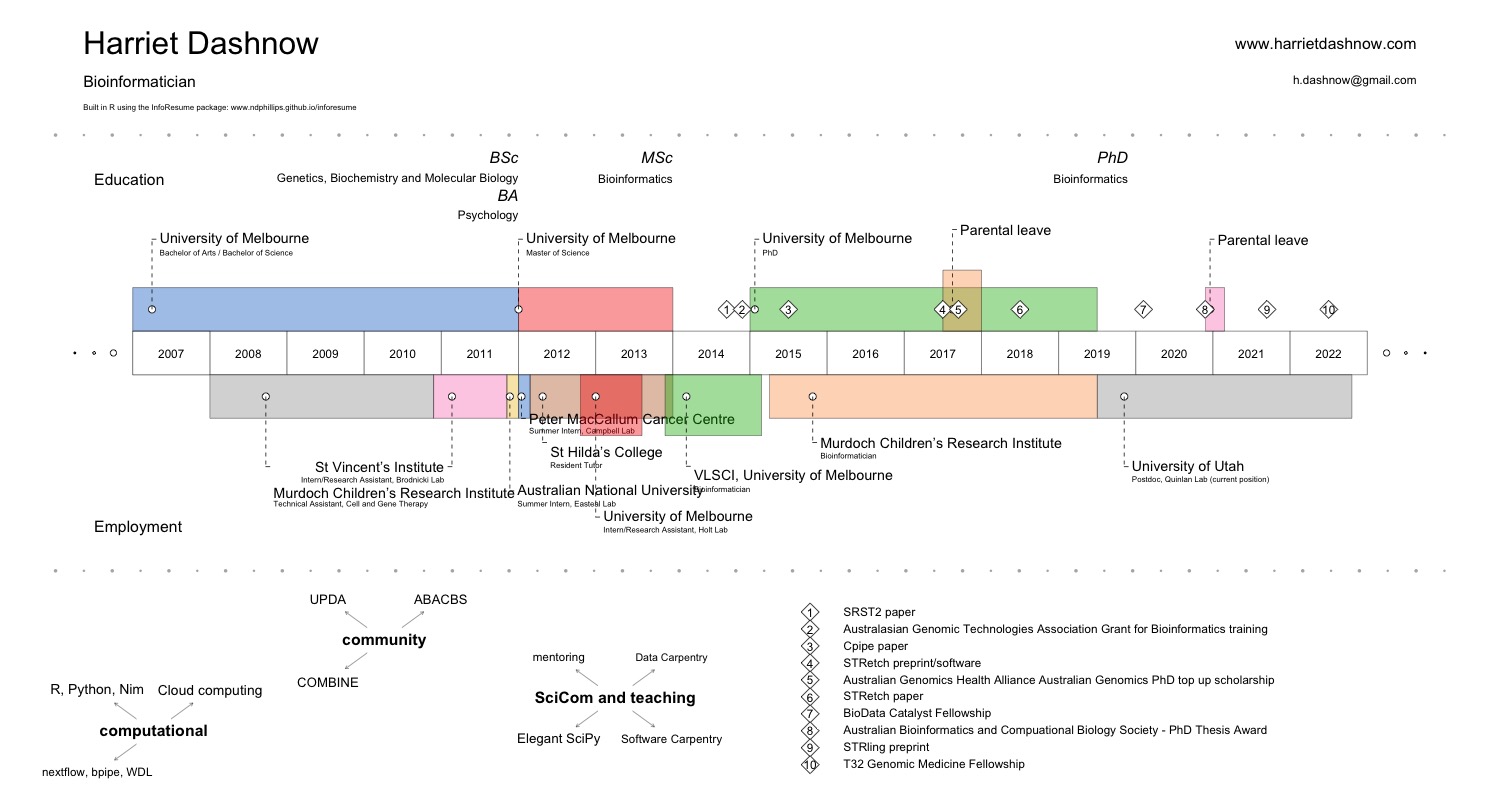 Harriet Dashnow
www.harrietdashnow.com
Bioinformatician
h.dashnow@gmail.com
Built in R using the InfoResume package: www.ndphillips.github.io/inforesume
Education
BSc
Genetics, Biochemistry and Molecular Biology
BA
Psychology
MSc
Bioinformatics
PhD
Bioinformatics
University of Melbourne
Bachelor of Arts / Bachelor of Science
University of Melbourne
Master of Science
University of Melbourne
PhD
Parental leave
Parental leave
1 2 3 4 5 6 7 8 9 10
2007 2008 2009 2010 2011 2012 2013 2014 2015 2016 2017 2018 2019 2020 2021 2022
Peter MacCallum Cancer Centre
Summer Intern, Campbell Lab
St Hilda's College
Resident Tutor
Murdoch Children's Research Institute
Bioinformatician
St Vincent's Institute
Intern/Research Assistant, Brodnicki Lab
VLSCI, University of Melbourne
Bioinformatician
University of Utah
Postdoc, Quinlan Lab (current position)
Murdoch Children's Research Institute
Technical Assistant, Cell and Gene Therapy
Australian National University
Summer Intern, Easteal Lab
University of Melbourne
Intern/Research Assistant, Holt Lab
Employment
UPDA
ABACBS
community
COMBINE
R, Python, Nim
Cloud computing
computational
nextflow, bpipe, WDL
mentoring
Data Carpentry
SciCom and teaching
Elegant SciPy
Software Carpentry
1 SRST2 paper
2 Australasian Genomic Technologies Association Grant for Bioinformatics training
3 Cpipe paper
4 STRetch preprint/software
5 Australian Genomics Health Alliance Australian Genomics PhD top up scholarship
6 STRetch paper
7 BioData Catalyst Fellowship
8 Australian Bioinformatics and Compuational Biology Society - PhD Thesis Award
9 STRling preprint
10 T32 Genomic Medicine Fellowship